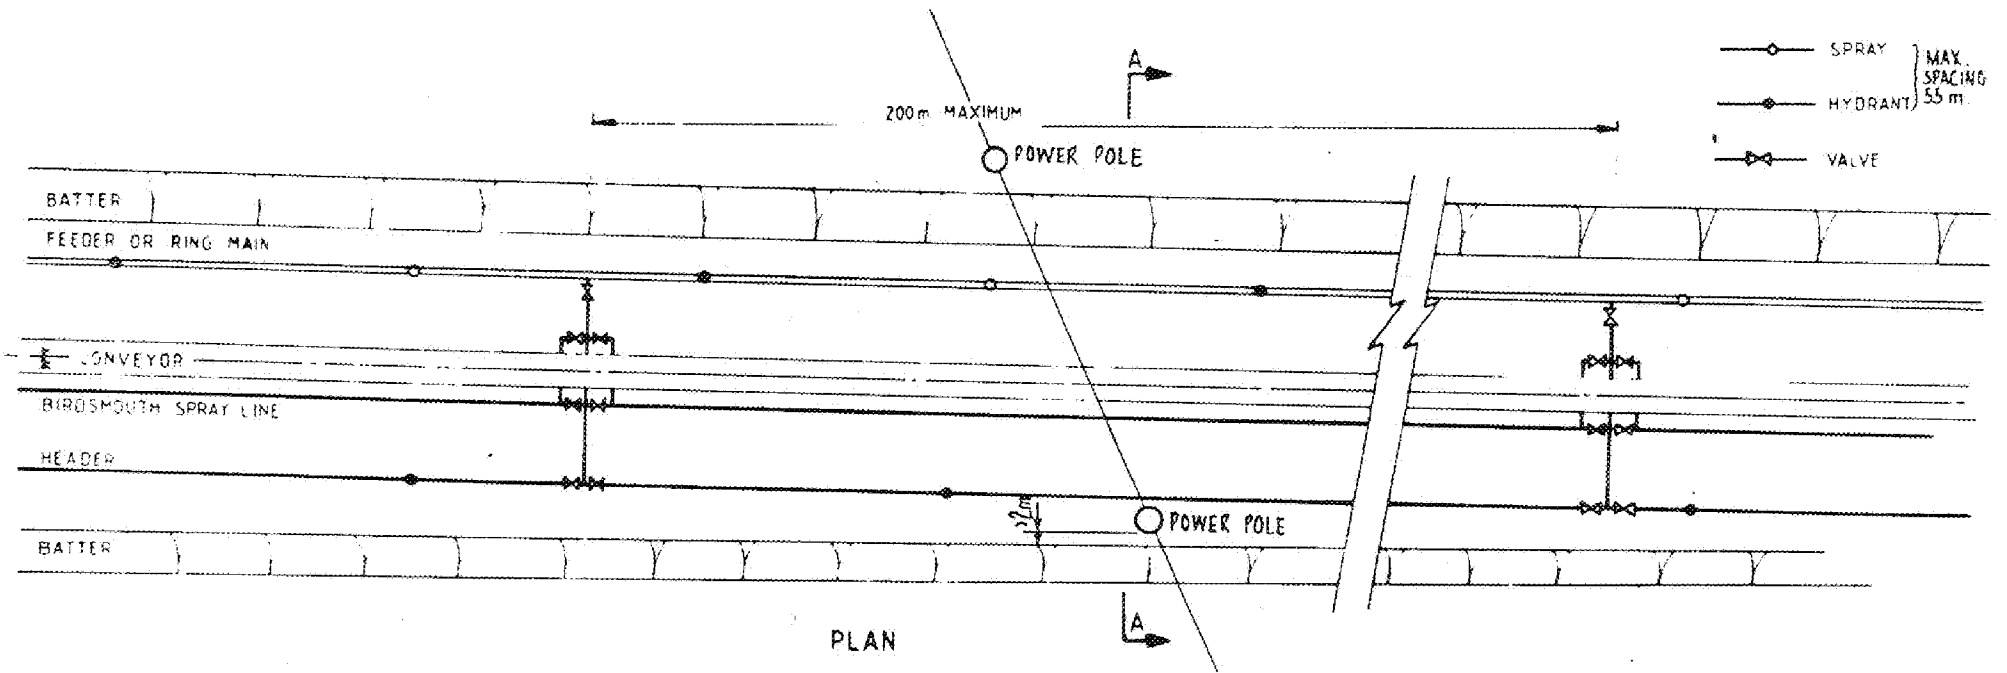 A
SPRAY
HYDRANT
MAX.
SPACING
55 m.
VALVE
200m MAXIMUM
POWER POLE
BATTER
FEEDER OR RING MAIN
CONVEYOR
BIRDSMOUTH SPRAY LINE
HEADER
POWER POLE
BATTER
A
PLAN